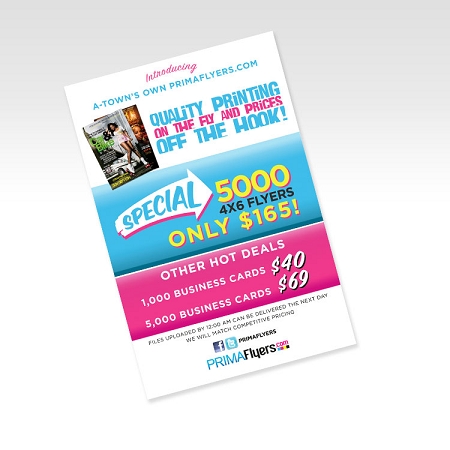 Introducing
A-TOWN'S OWN PRIMAFLYERS.COM
QUALITY PRINTING
ON THE FLY AND PRICES
OFF THE HOOK!
SPECIAL
5000
4X6 FLYERS
ONLY $165!
OTHER HOT DEALS
1,000 BUSINESS CARDS $40
5,000 BUSINESS CARDS $69
FILES UPLOADED BY 12:00 AM CAN BE DELIVERED THE NEXT DAY
WE WILL MATCH COMPETITIVE PRICING
PRIMAFLYERS
PRIMAFlyers.com